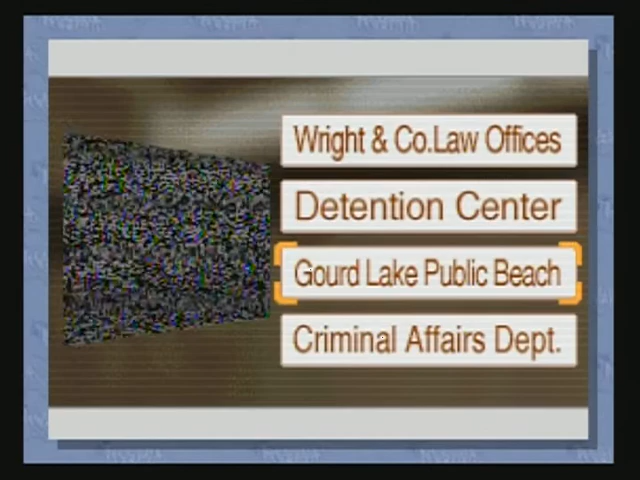 Wright & Co.Law Offices
Detention Center
Gourd Lake Public Beach
Criminal Affairs Dept.